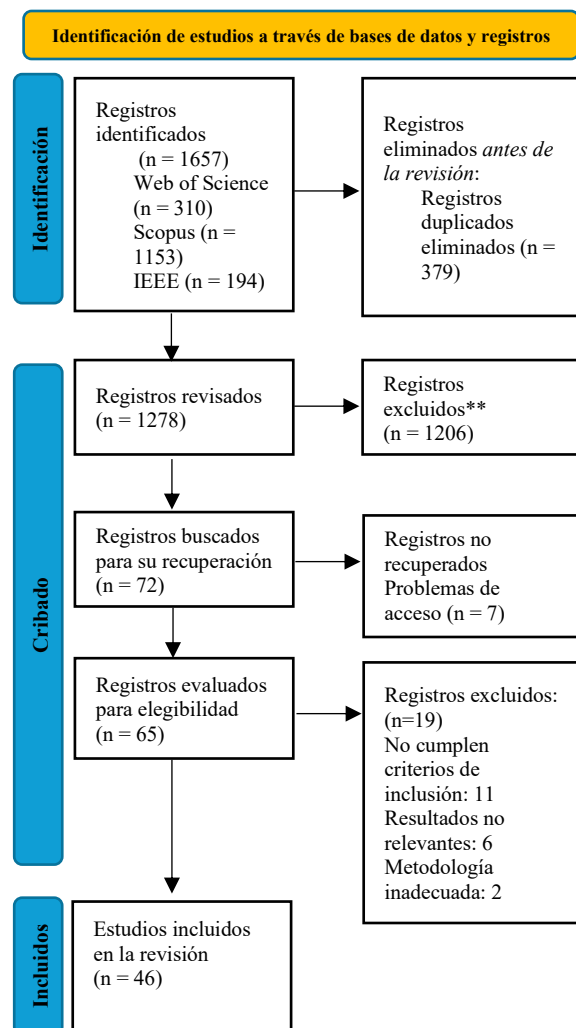 Identificación de estudios a través de bases de datos y registros
Identificación
Registros
identificados
(n = 1657)
Web of Science
(n = 310)
Scopus (n =
1153)
IEEE (n = 194)
Registros
eliminados antes de
la revisión:
Registros
duplicados
eliminados (n =
379)
Cribado
Registros revisados
(n = 1278)
Registros
excluidos**
(n = 1206)
Registros buscados
para su recuperación
(n = 72)
Registros no
recuperados
Problemas de
acceso (n = 7)
Registros evaluados
para elegibilidad
(n = 65)
Registros excluidos:
(n=19)
No cumplen
criterios de
inclusión: 11
Resultados no
relevantes: 6
Metodología
inadecuada: 2
Incluidos
Estudios incluidos
en la revisión
(n = 46)